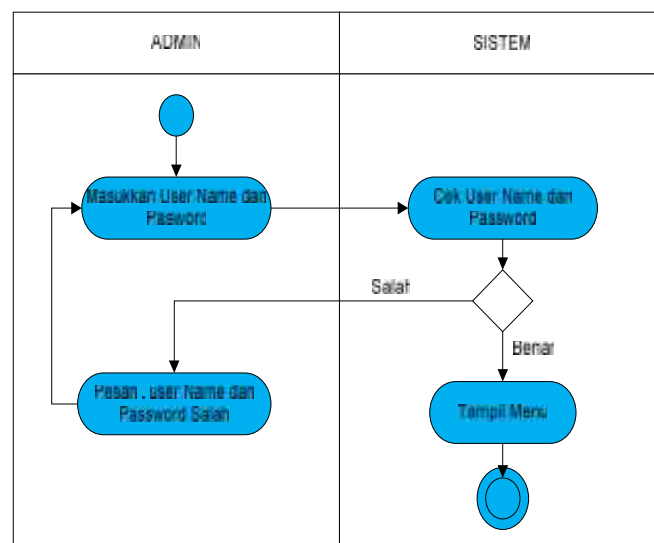 ADMIN
SISTEM
Masukkan User Name dan
Pasword
Cek User Name dan
Password
Salah
Benar
Pesan . user Name dan
Password Salah
Tampil Menu